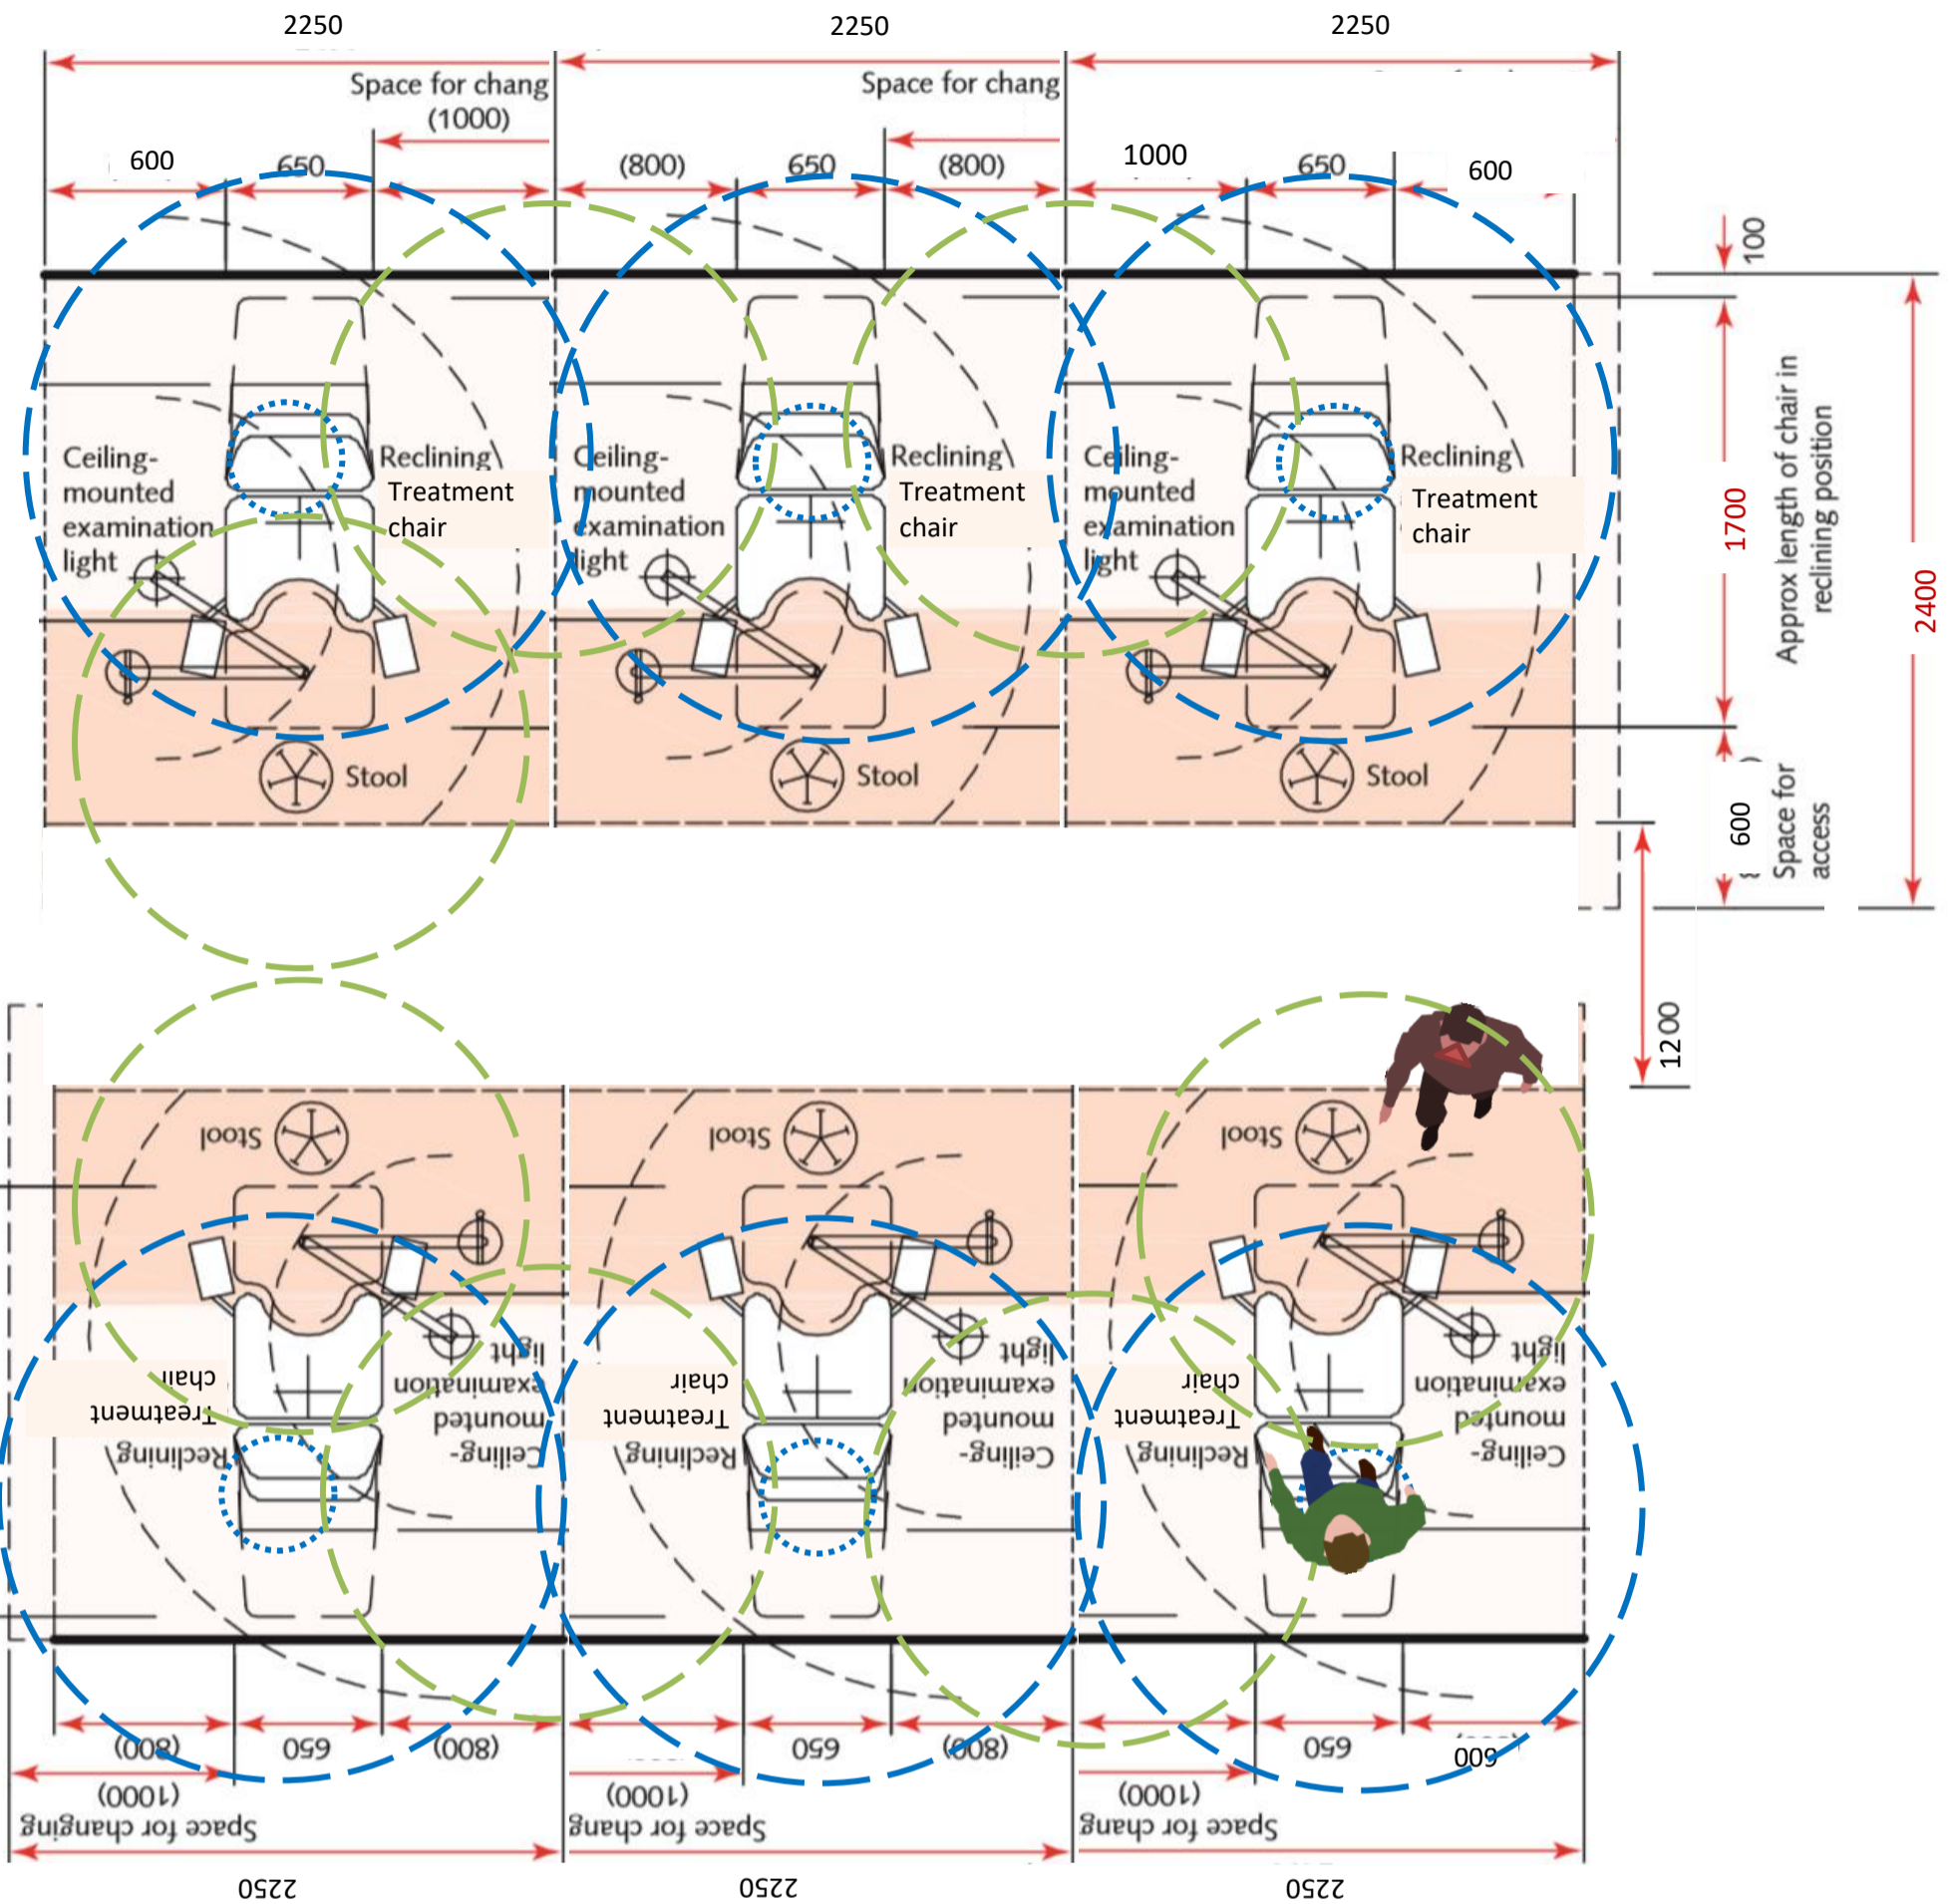 2250
2250
2250
Space for chang
(1000)
Space for chang
600
650
(800)
650
(800)
1000
650
600
100
Ceiling-
mounted
examination
light
Reclining
Treatment
chair
Ceiling-
mounted
examination
light
Reclining
Treatment
chair
Ceiling-
mounted
examination
light
Reclining
Treatment
chair
1700
Approx length of chair in
reclining position
2400
Stool
Stool
Stool
600
Space for
access
1200
Stool
Stool
Stool
Reclining
Treatment
chair
Ceiling-
mounted
examination
light
Reclining
Treatment
chair
Ceiling-
mounted
examination
light
Reclining
Treatment
chair
Ceiling-
mounted
examination
light
(800)
650
(800)
650
(800)
650
600
(1000)
(1000)
(1000)
Space for changing
Space for chang
Space for chang
2250
2250
2250